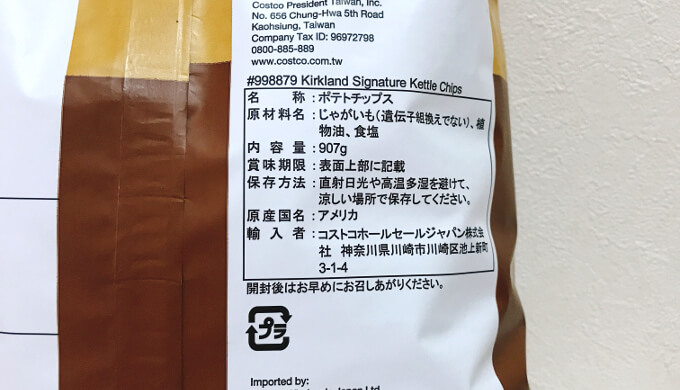 Costco President Taiwan, Inc.
No. 656 Chung-Hwa 5th Road
Kaohsiung, Taiwan
Company Tax ID: 96972798
0800-885-889
www.costco.com.tw
#998879 Kirkland Signature Kettle Chips
名　　称：ポテトチップス
原材料名：じゃがいも（遺伝子組換えでない）、植
物油、食塩
内 容 量：907g
賞味期限：表面上部に記載
保存方法：直射日光や高温多湿を避けて、
涼しい場所で保存してください。
原産国名：アメリカ
輸 入 者：コストコホールセールジャパン株式会
社 神奈川県川崎市川崎区池上新町
3-1-4
開封後はお早めにお召しあがりください。
プラ
Imported by: